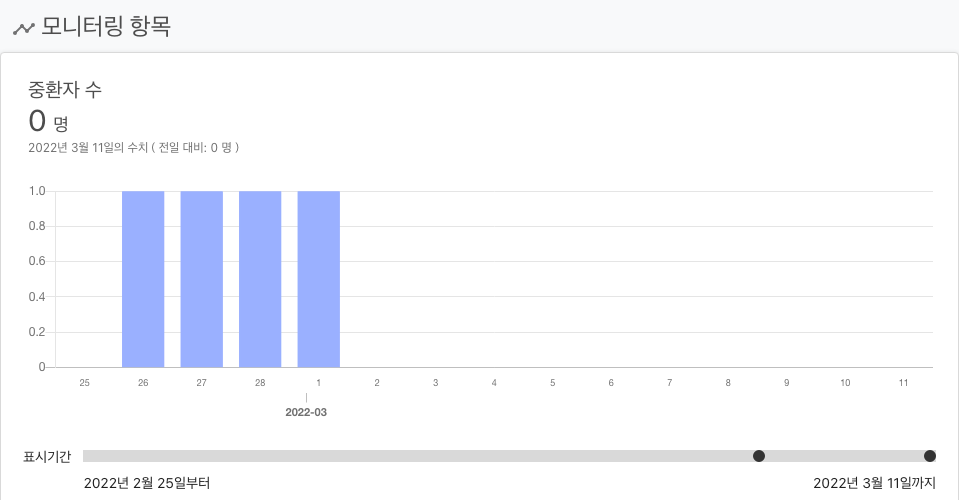 모니터링 항목
중환자 수
0 명
2022년 3월 11일의 수치 ( 전일 대비: 0 명 )
1.0
0.8
0.6
0.4
0.2
0
25 26 27 28 1 2 3 4 5 6 7 8 9 10 11
2022-03
표시기간
2022년 2월 25일부터 2022년 3월 11일까지